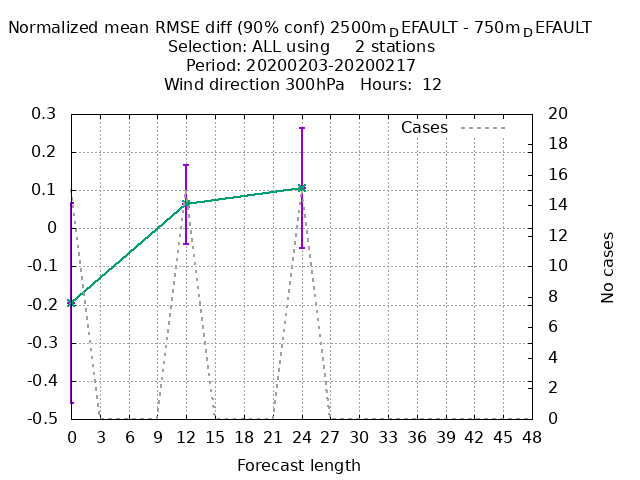 Normalized mean RMSE diff (90% conf) 2500mDEFAULT - 750mDEFAULT
Selection: ALL using 2 stations
Period: 20200203-20200217
Wind direction 300hPa Hours: 12
Cases
0.3
0.2
0.1
0
-0.1
-0.2
-0.3
-0.4
-0.5
20
18
16
14
12
10
8
6
4
2
0
No cases
0 3 6 9 12 15 18 21 24 27 30 33 36 39 42 45 48
Forecast length